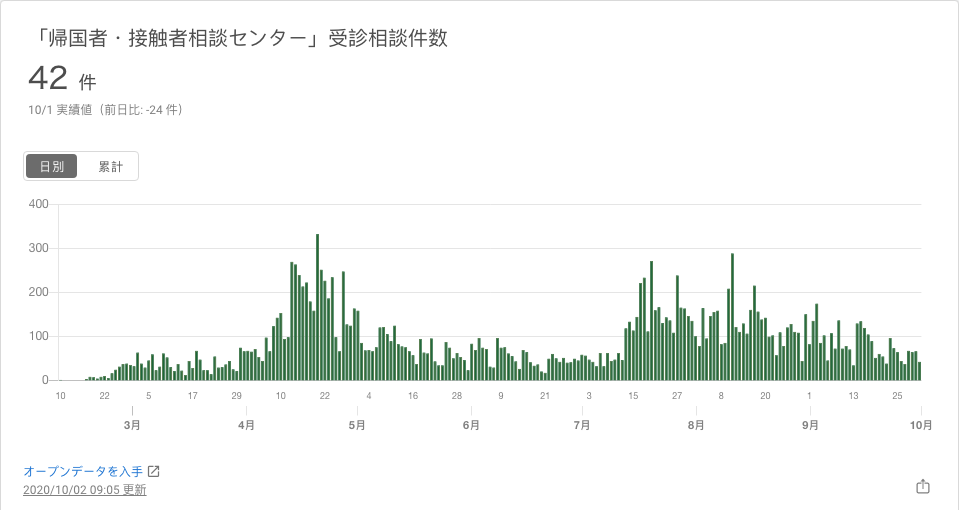 「帰国者・接触者相談センター」受診相談件数
42 件
10/1 実績値（前日比: -24 件）
日別 累計
400
300
200
100
0
10 22 5 17 29 10 22 4 16 28 9 21 3 15 27 8 20 1 13 25
3月 4月 5月 6月 7月 8月 9月 10月
オープンデータを入手
2020/10/02 09:05 更新